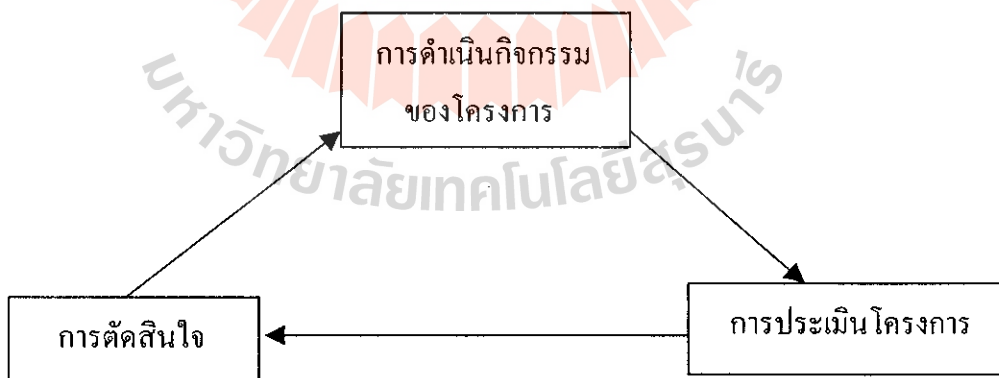 การดำเนินกิจกรรม
ของโครงการ
มหาวิทยาลัยเทคโนโลยีสุรนารี
การตัดสินใจ
การประเมินโครงการ